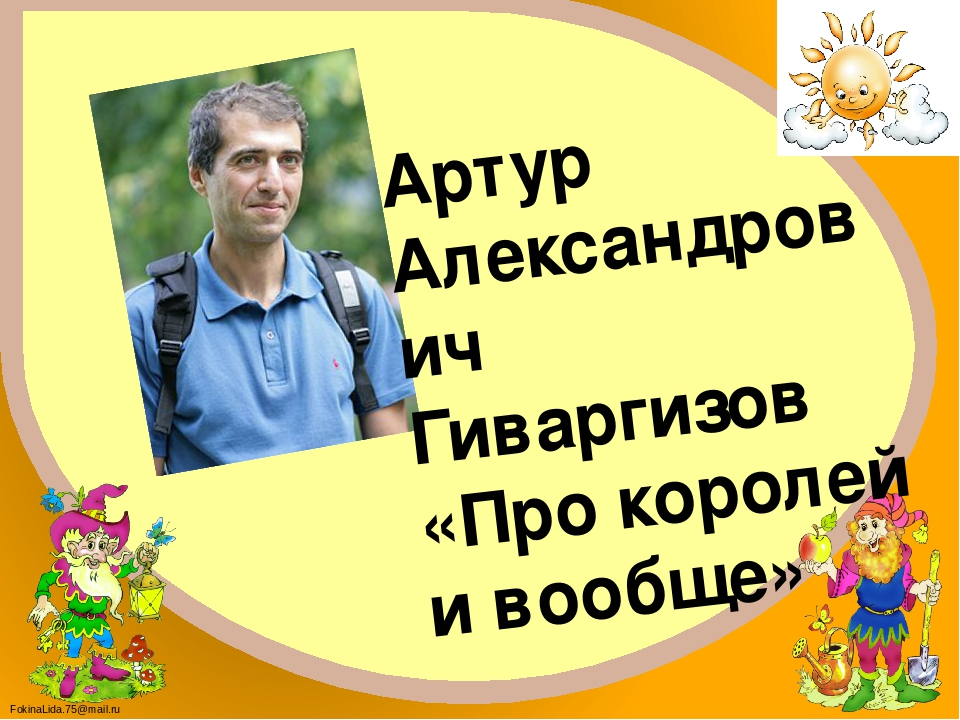 Артур
Александров
ич
Гиваргизов
«Про королей
и вообще»
FokinaLida.75@mail.ru